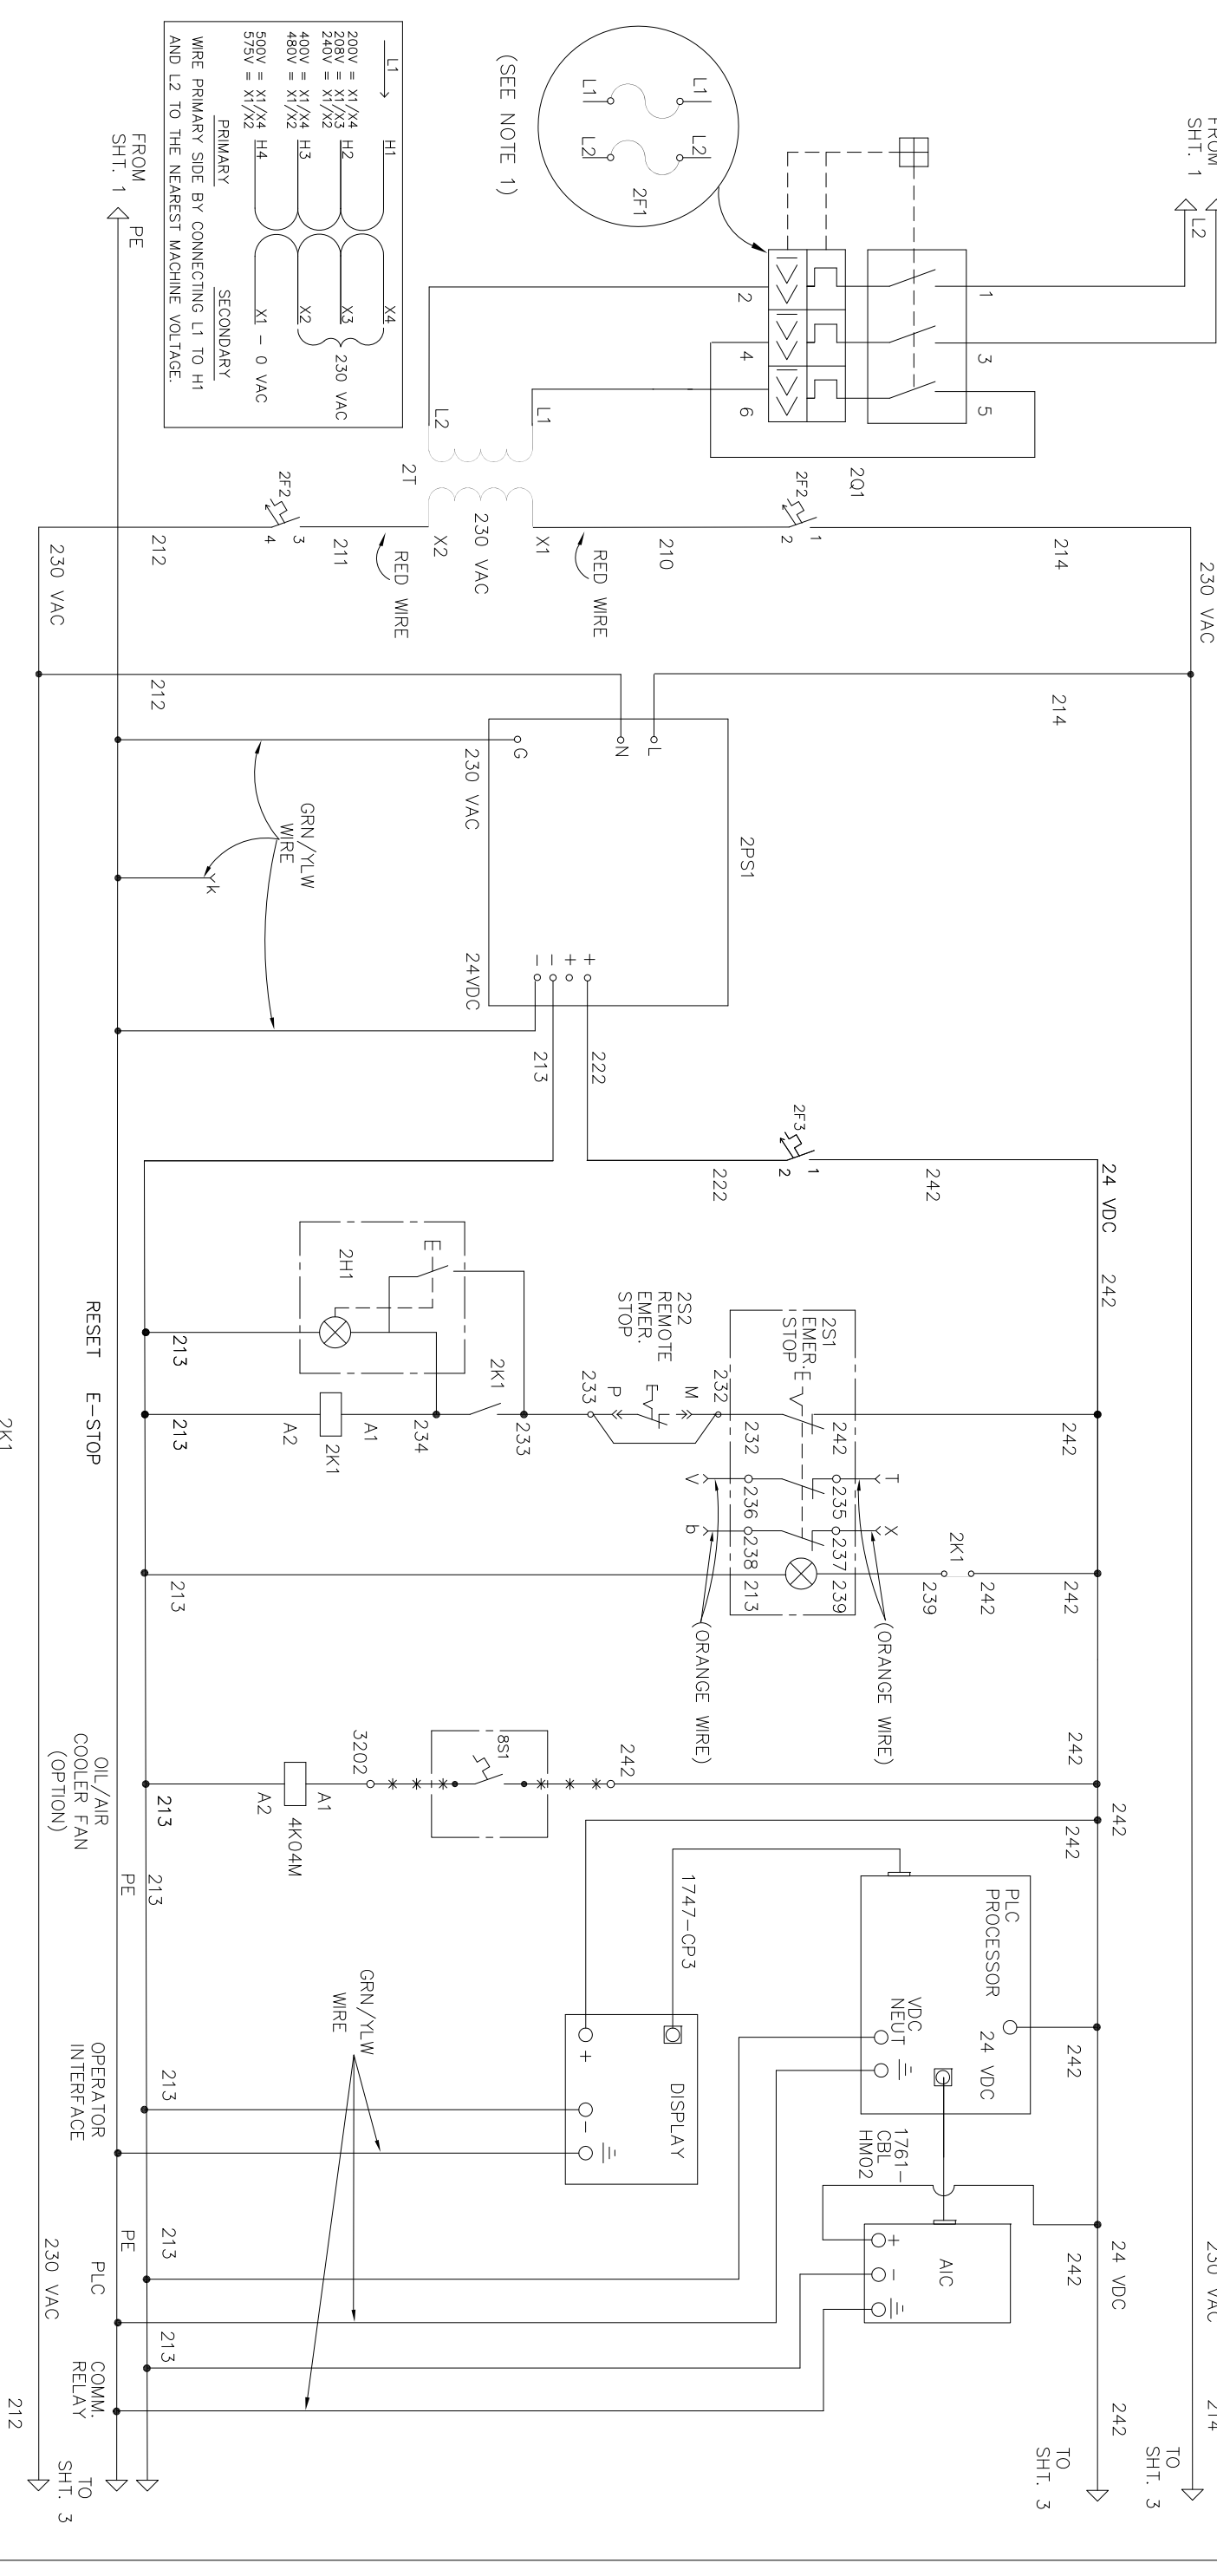 FROM
SHT. 1
L2
1
3
5
2Q1
2
4
6
L1
L1
L2
L2
2F1
(SEE NOTE 1)
L1
200V = X1/X4
208V = X1/X3
240V = X1/X2
400V = X1/X4
480V = X1/X2
500V = X1/X4
575V = X1/X2
H1
H2
H3
H4
X4
X3
X2
X1 - 0 VAC
230 VAC
PRIMARY
SECONDARY
WIRE PRIMARY SIDE BY CONNECTING L1 TO H1
AND L2 TO THE NEAREST MACHINE VOLTAGE.
FROM
SHT. 1
PE
L1
L2
2T
X1
X2
230 VAC
2F2
1
2
2F2
3
4
214
210
RED WIRE
211
RED WIRE
212
230 VAC
230 VAC
214
212
2PS1
L
N
G
230 VAC
24VDC
+
+
-
-
GRN/YLW
WIRE
k
222
213
2F3
1
2
242
222
24 VDC
242
2S1
EMER.
STOP
E
2S2
REMOTE
EMER.
STOP
E
M
P
232
233
242
242
232
T
235
236
V
X
237
238
b
239
213
2K1
242
239
242
(ORANGE WIRE)
(ORANGE WIRE)
2K1
233
234
2H1
E
A1
A2
2K1
213
213
213
RESET
E-STOP
2K1
242
242
8S1
3202
A1
A2
4K04M
213
OIL/AIR
COOLER FAN
(OPTION)
242
242
213
PE
1747-CP3
PLC
PROCESSOR
24 VDC
VDC
NEUT
242
DISPLAY
+
-
GRN/YLW
WIRE
213
OPERATOR
INTERFACE
1761-
CBL
HM02
AIC
+
-
24 VDC
242
230 VAC
213
PE
PLC
230 VAC
213
COMM.
RELAY
242
214
212
TO
SHT. 3
TO
SHT. 3
TO
SHT. 3